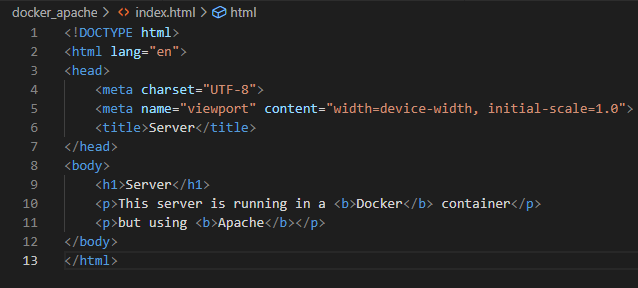 docker_apache > index.html > html
1 <!DOCTYPE html>
2 <html lang="en">
3 <head>
4     <meta charset="UTF-8">
5     <meta name="viewport" content="width=device-width, initial-scale=1.0">
6     <title>Server</title>
7 </head>
8 <body>
9     <h1>Server</h1>
10     <p>This server is running in a <b>Docker</b> container</p>
11     <p>but using <b>Apache</b></p>
12 </body>
13 </html>